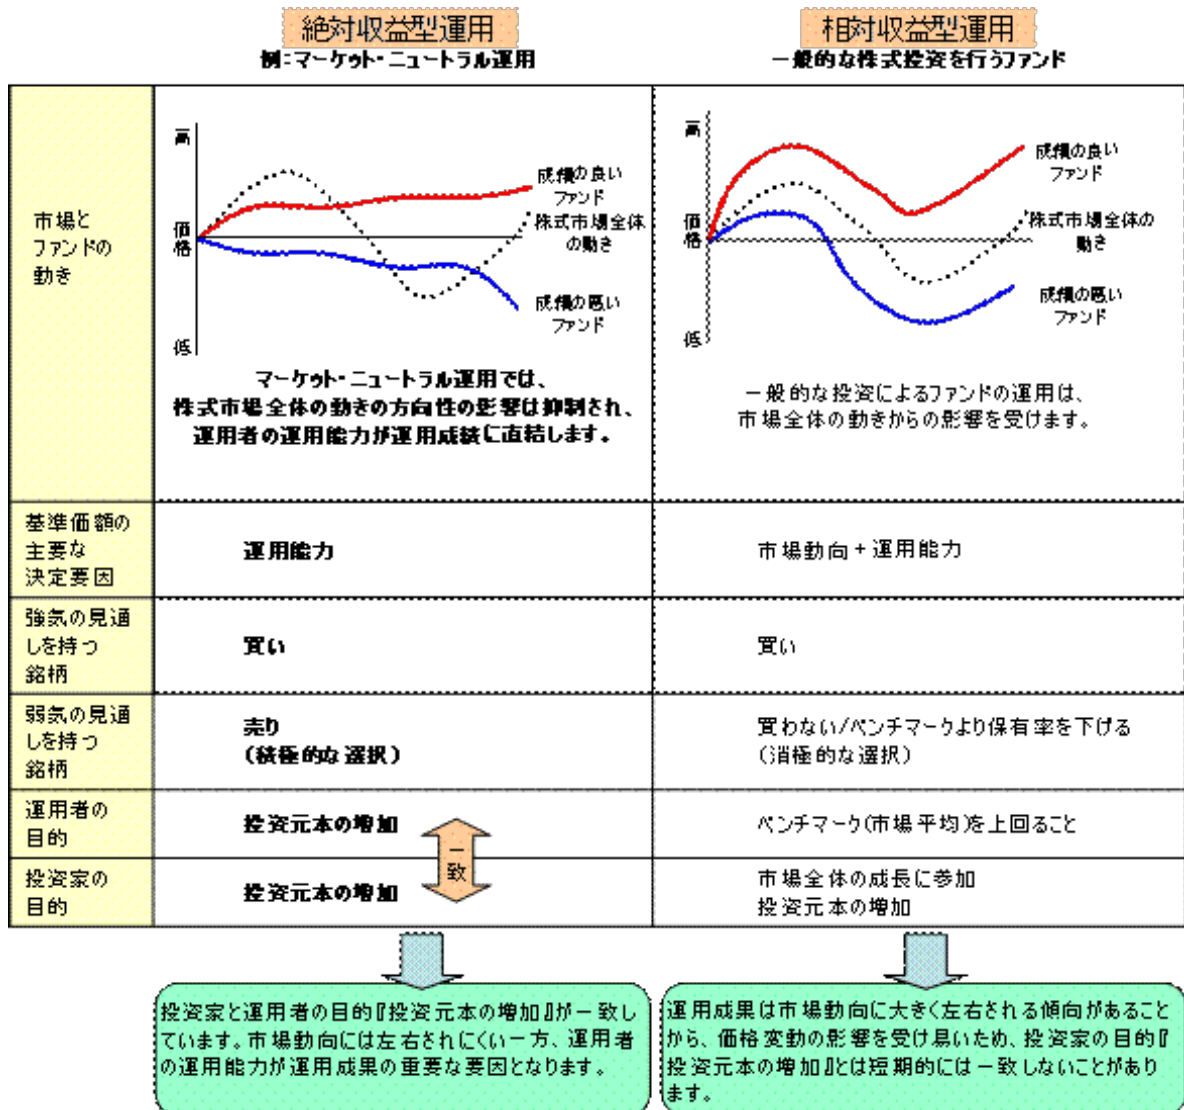 絶対収益型運用
例:マーケット・ニュートラル運用
相対収益型運用
一般的な株式投資を行うファンド
市場と
ファンドの
動き
高
価格
低
成績の良い
ファンド
株式市場全体
の動き
成績の悪い
ファンド
マーケット・ニュートラル運用では、
株式市場全体の動きの方向性の影響は抑制され、
運用者の運用能力が運用成績に直結します。
高
価格
低
成績の良い
ファンド
株式市場全体の
動き
成績の悪い
ファンド
一般的な投資によるファンドの運用は、
市場全体の動きからの影響を受けます。
基準価額の
主要な
決定要因
運用能力
市場動向+運用能力
強気の見通
しを持つ
銘柄
買い
買い
弱気の見通
しを持つ
銘柄
売り
(積極的な選択)
買わない/ベンチマークより保有率を下げる
(消極的な選択)
運用者の
目的
投資元本の増加
ベンチマーク(市場平均)を上回ること
一致
投資家の
目的
投資元本の増加
市場全体の成長に参加
投資元本の増加
投資家と運用者の目的『投資元本の増加』が一致し
ています。市場動向には左右されにくい一方、運用者
の運用能力が運用成果の重要な要因となります。
運用成果は市場動向に大きく左右される傾向があること
から、価格変動の影響を受け易いため、投資家の目的『
投資元本の増加』とは短期的には一致しないことがあり
ます。